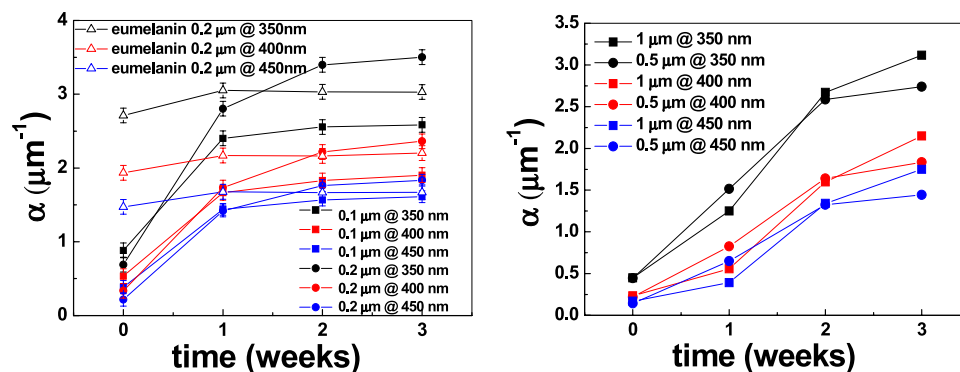 eumelanin 0.2 μm @ 350nm
eumelanin 0.2 μm @ 400nm
eumelanin 0.2 μm @ 450nm
4
3
2
1
0
α (μm⁻¹)
0.1 μm @ 350 nm
0.1 μm @ 400 nm
0.1 μm @ 450 nm
0.2 μm @ 350 nm
0.2 μm @ 400 nm
0.2 μm @ 450 nm
0 1 2 3
time (weeks)
1 μm @ 350 nm
0.5 μm @ 350 nm
1 μm @ 400 nm
0.5 μm @ 400 nm
1 μm @ 450 nm
0.5 μm @ 450 nm
3.5
3.0
2.5
2.0
1.5
1.0
0.5
0.0
α (μm⁻¹)
0 1 2 3
time (weeks)